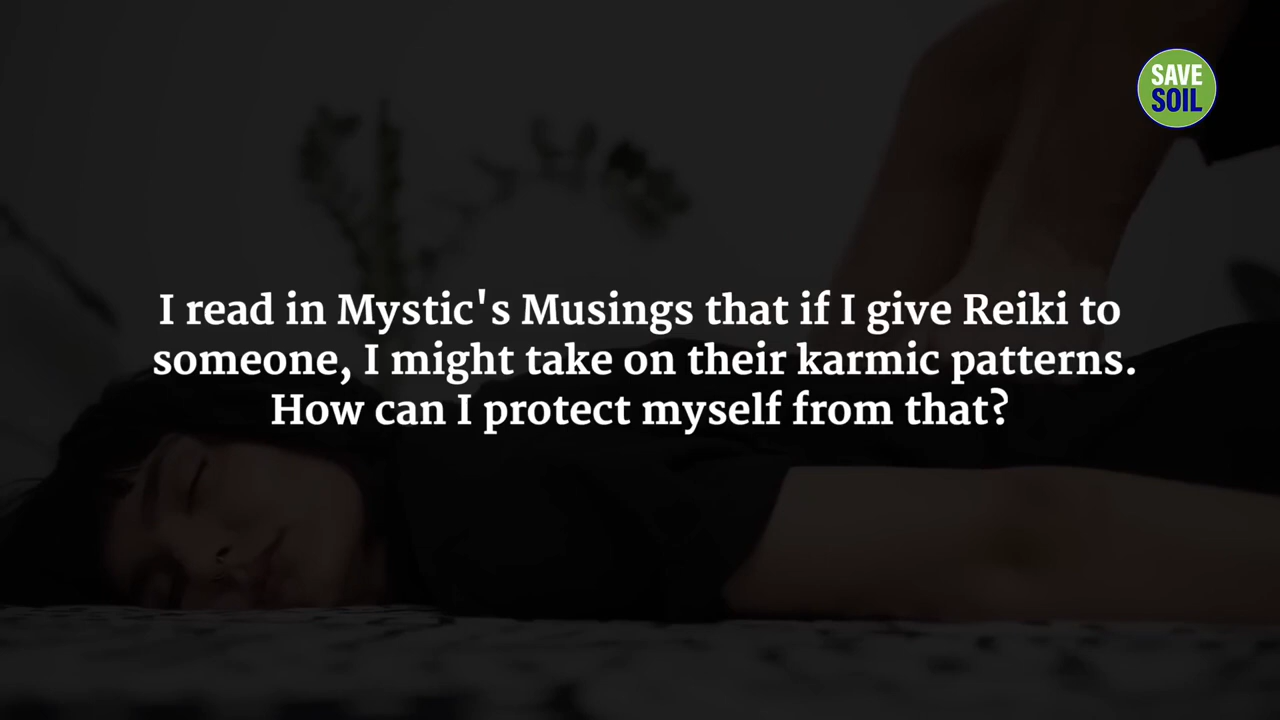 SAVE
SOIL
I read in Mystic's Musings that if I give Reiki to
someone, I might take on their karmic patterns.
How can I protect myself from that?